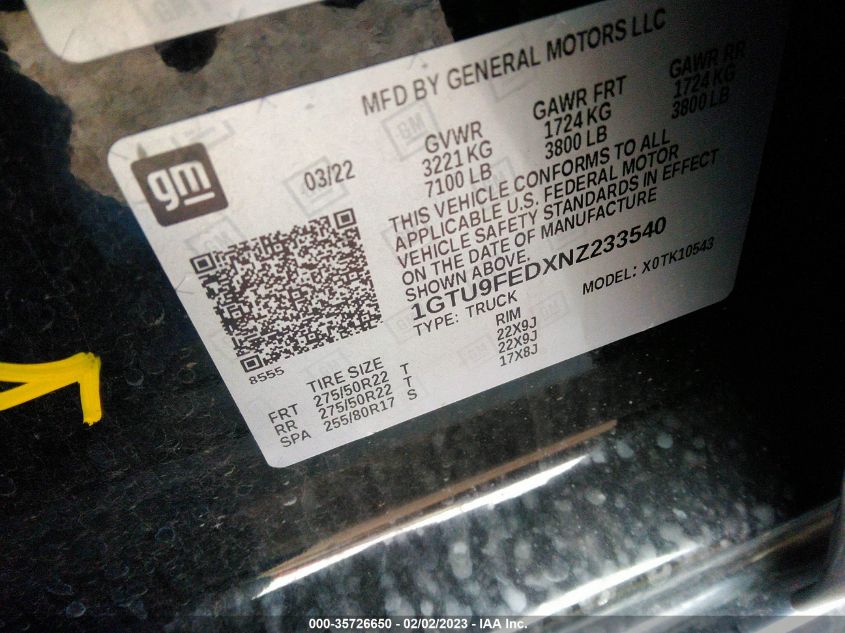 MFD BY GENERAL MOTORS LLC
gm
03/22
GVWR GAWR FRT GAWR RR
3221 KG 1724 KG 1724 KG
7100 LB 3800 LB 3800 LB
THIS VEHICLE CONFORMS TO ALL
APPLICABLE U.S. FEDERAL MOTOR
VEHICLE SAFETY STANDARDS IN EFFECT
ON THE DATE OF MANUFACTURE
SHOWN ABOVE.
1GTU9FEDXNZ233540
TYPE: TRUCK MODEL: X0TK10543
8555
TIRE SIZE RIM
FRT 275/50R22 T 22X9J
RR 275/50R22 T 22X9J
SPA 255/80R17 S 17X8J
000-35726650 - 02/02/2023 - IAA Inc.